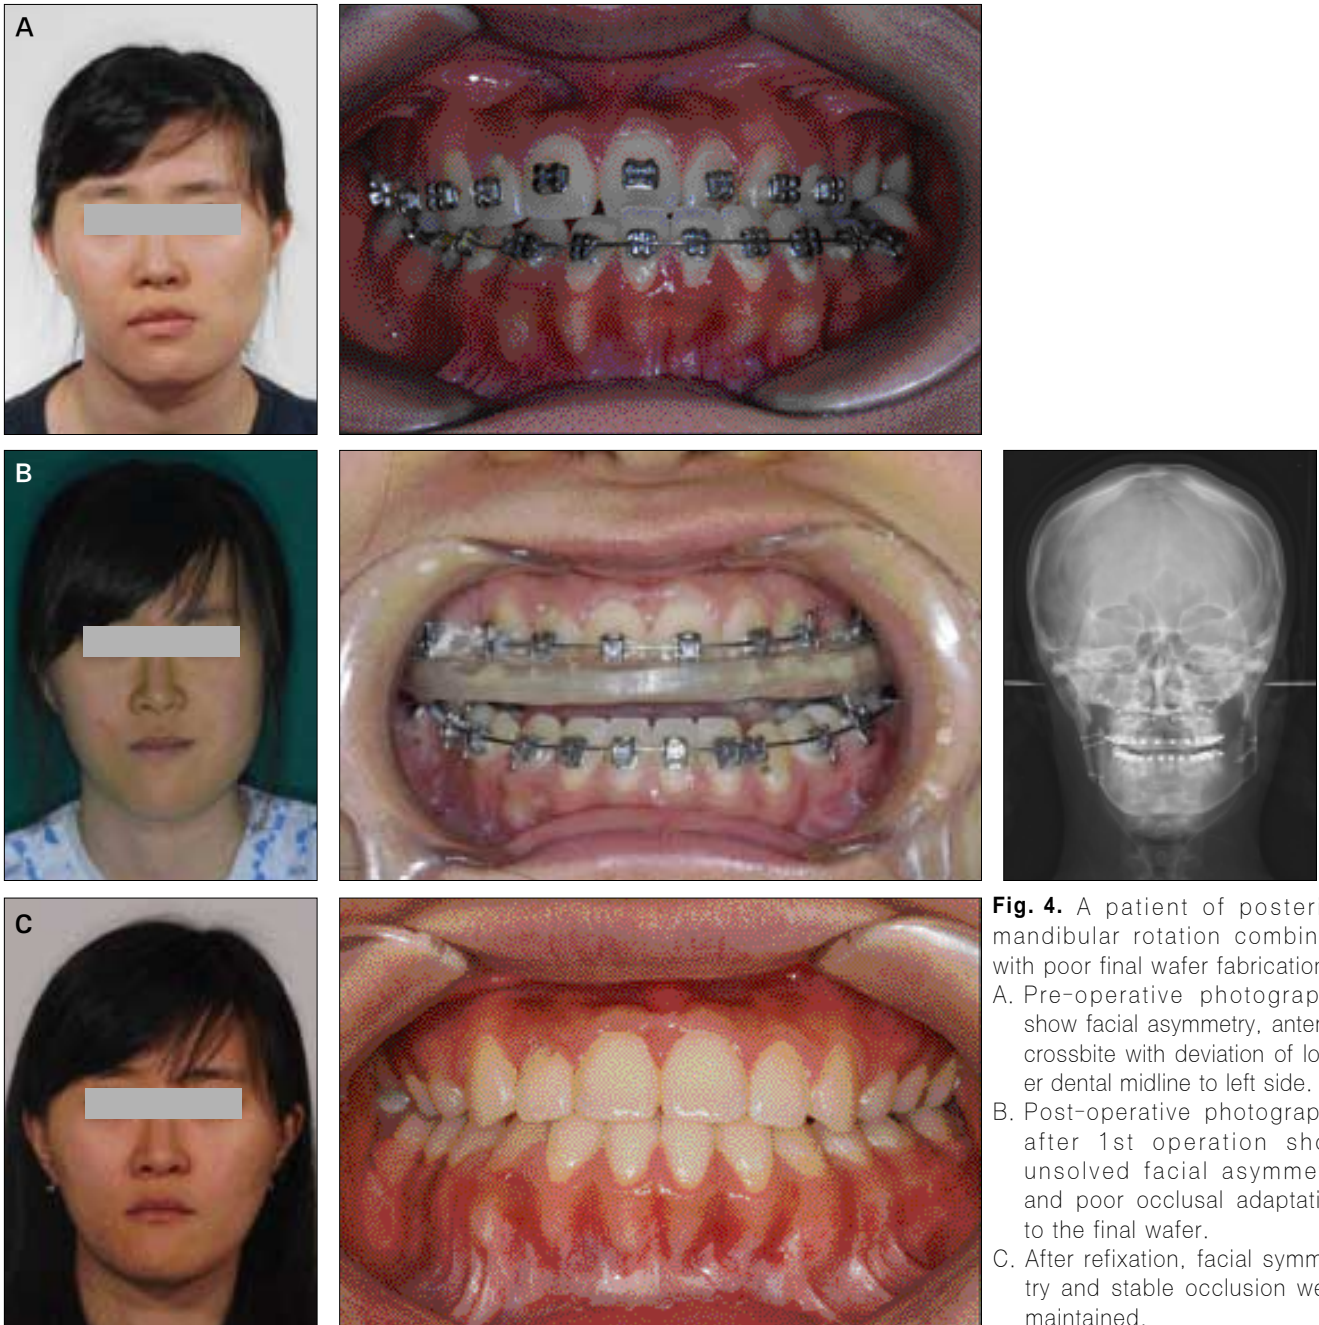 A
B
C
Fig. 4. A patient of posteri
mandibular rotation combin
with poor final wafer fabrication
A. Pre-operative photograp
show facial asymmetry, anter
crossbite with deviation of lo
er dental midline to left side.
B. Post-operative photograp
after 1st operation sho
unsolved facial asymme
and poor occlusal adaptati
to the final wafer.
C. After refixation, facial symm
try and stable occlusion we
maintained.